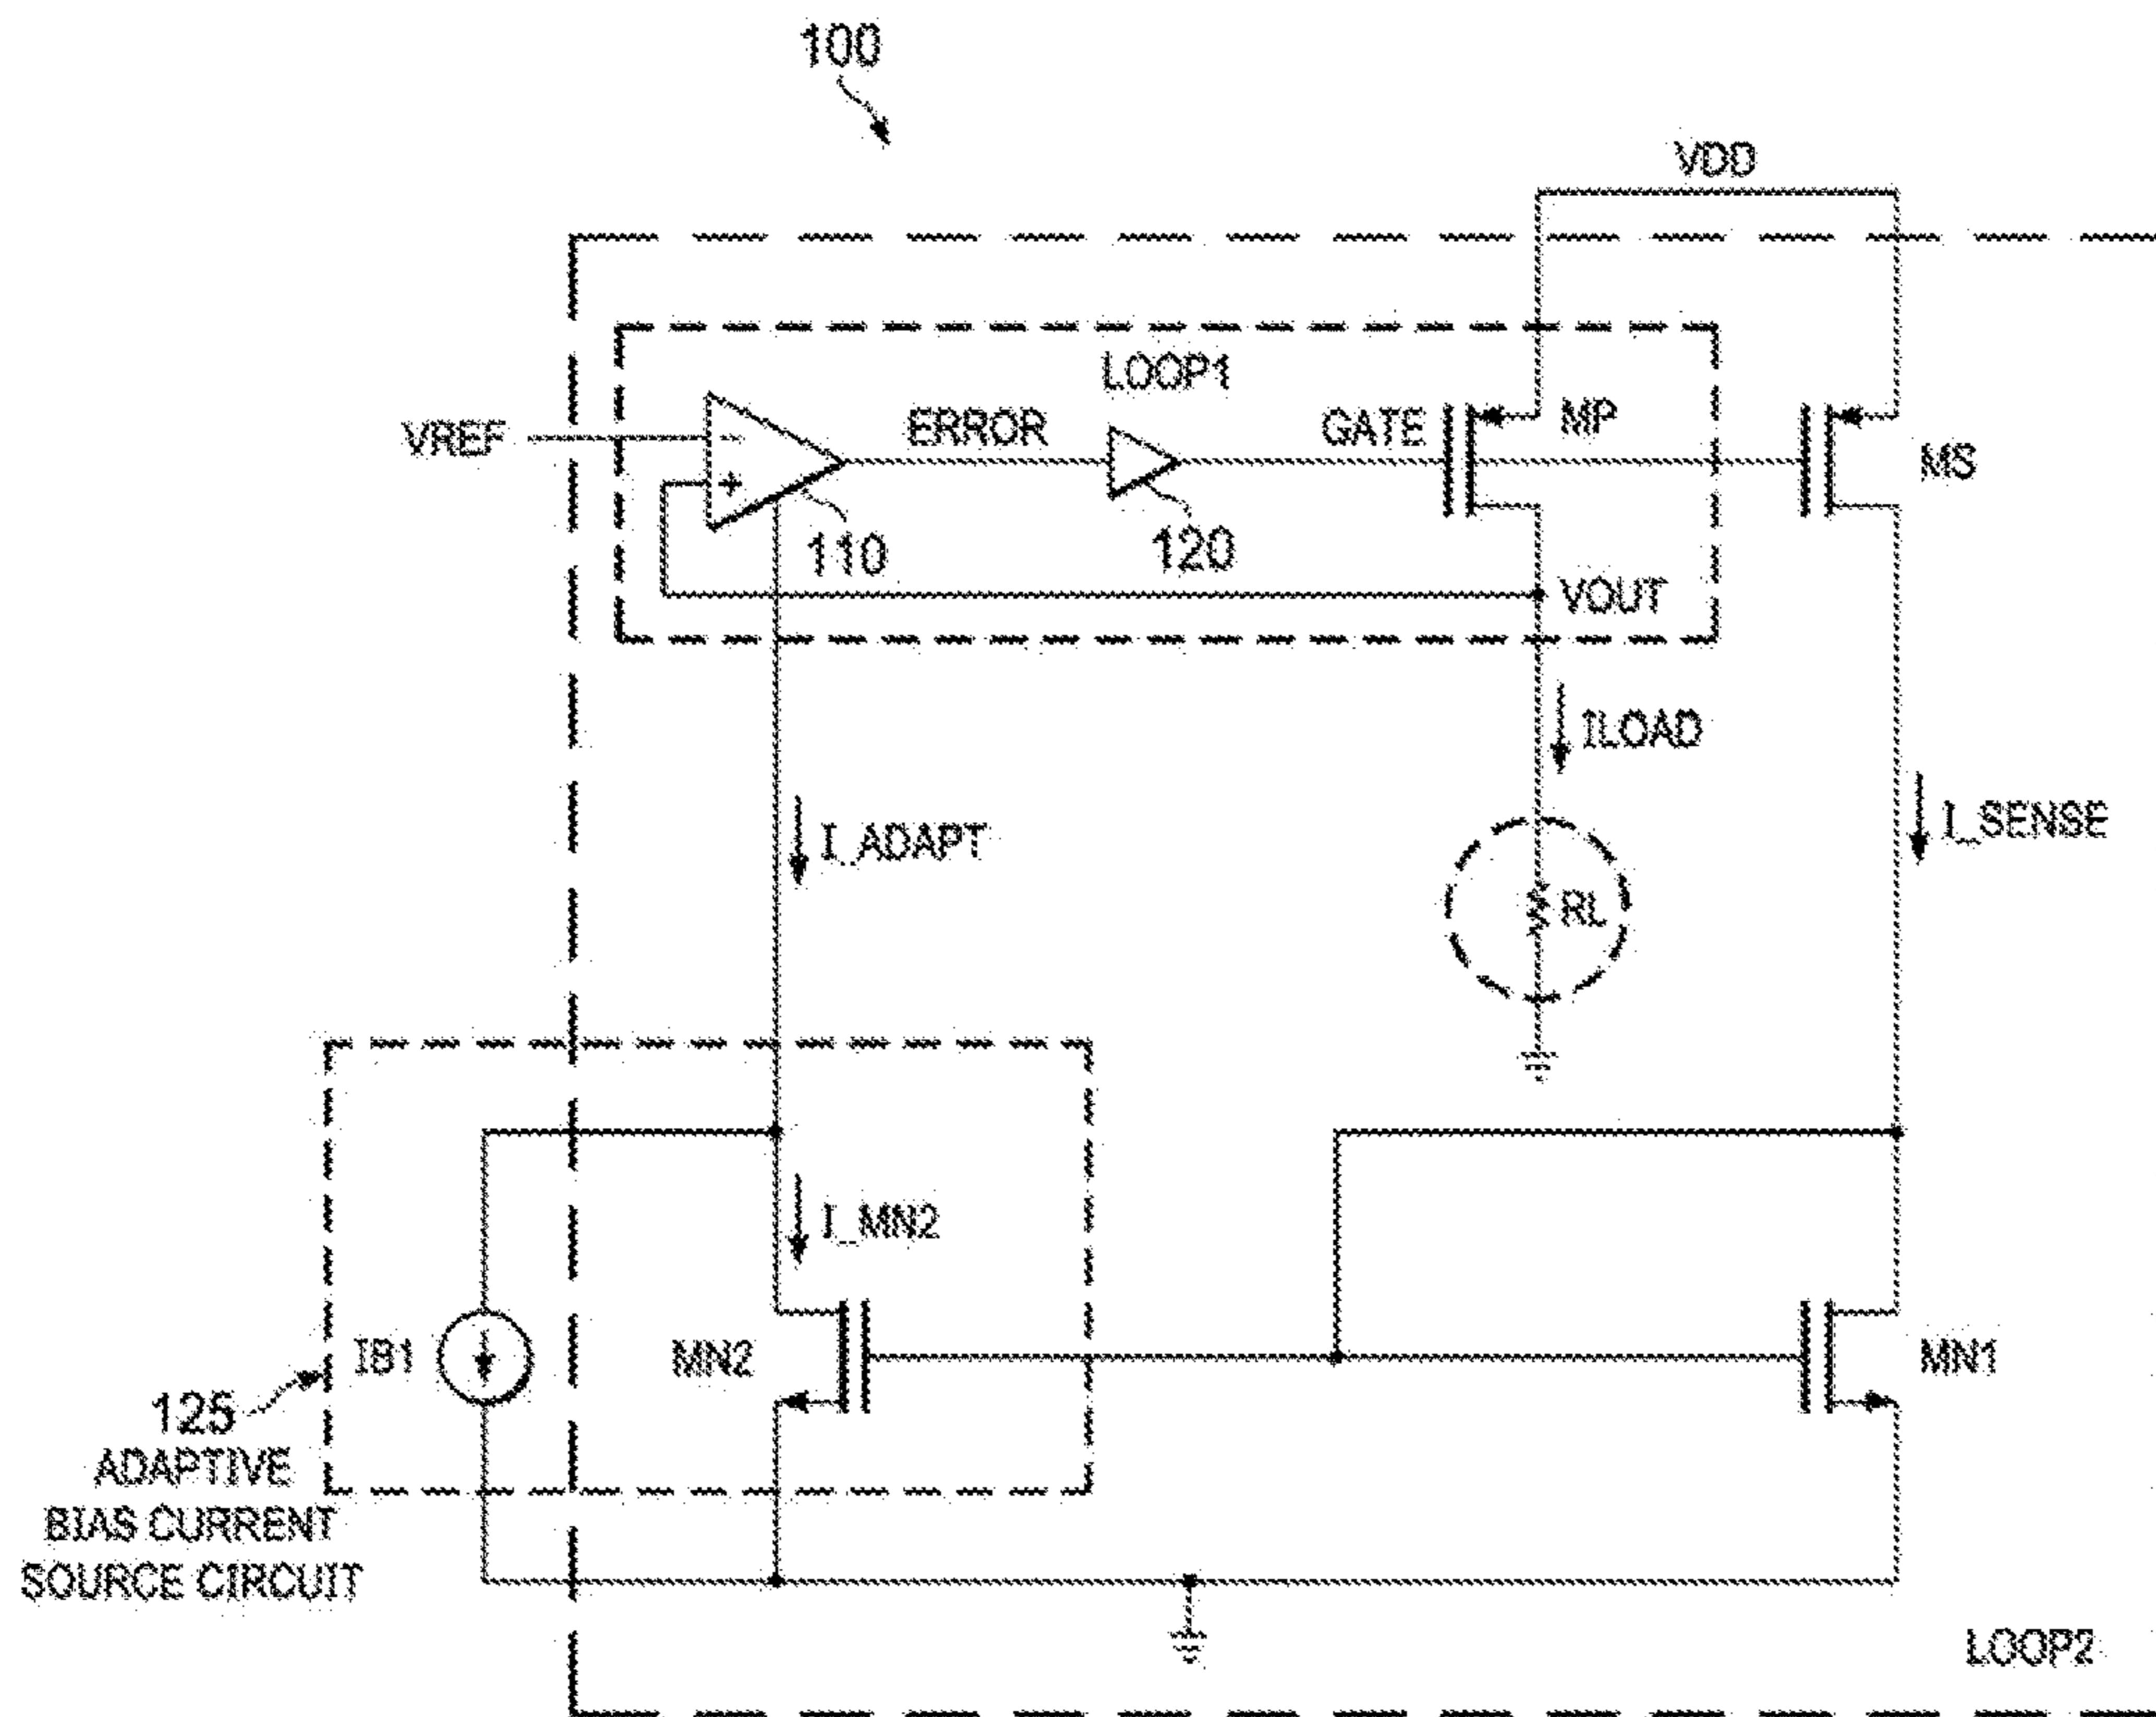 100
VDD
LOOP1
VREF
−
+
ERROR
GATE
MP
MS
110
120
VOUT
ILOAD
I_ADAPT
I_SENSE
RL
I_MN2
IB1
MN2
MN1
125
ADAPTIVE
BIAS CURRENT
SOURCE CIRCUIT
LOOP2